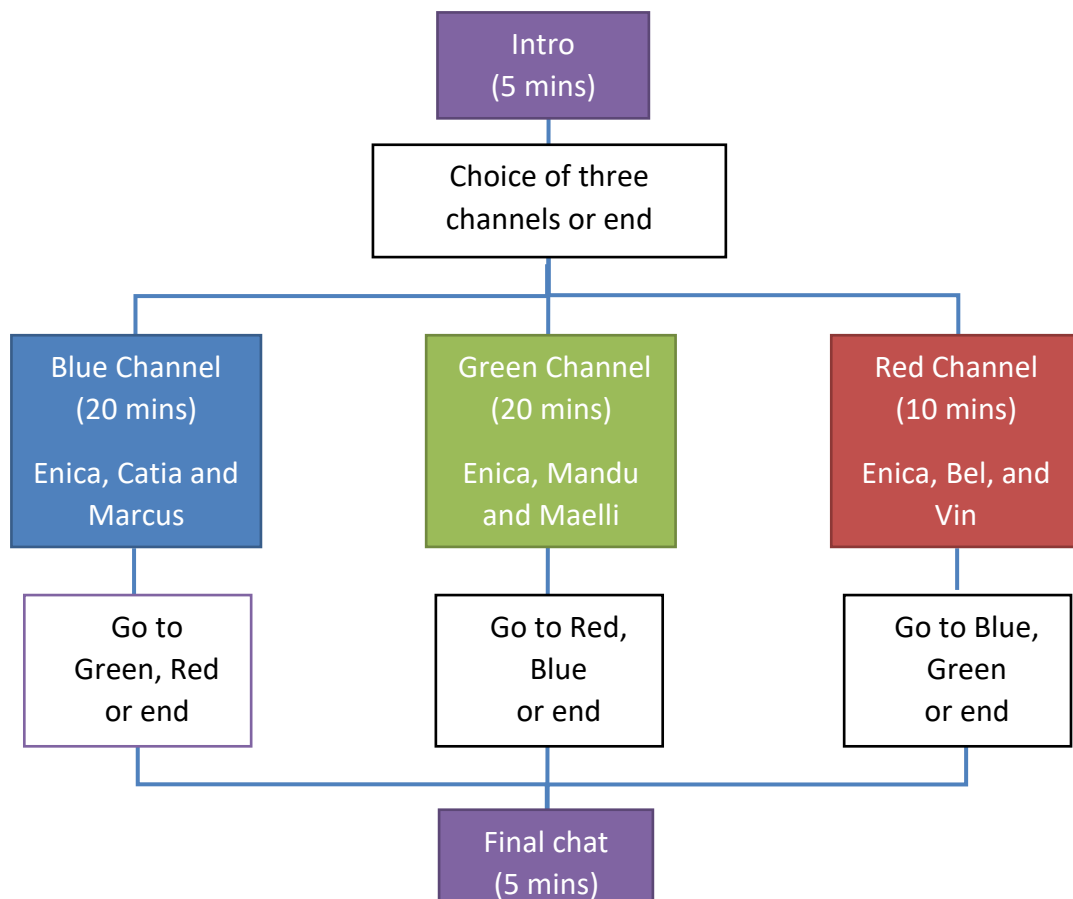 Intro
(5 mins)
Choice of three
channels or end
Blue Channel
(20 mins)
Enica, Catia and
Marcus
Green Channel
(20 mins)
Enica, Mandu
and Maelli
Red Channel
(10 mins)
Enica, Bel, and
Vin
Go to
Green, Red
or end
Go to Red,
Blue
or end
Go to Blue,
Green
or end
Final chat
(5 mins)